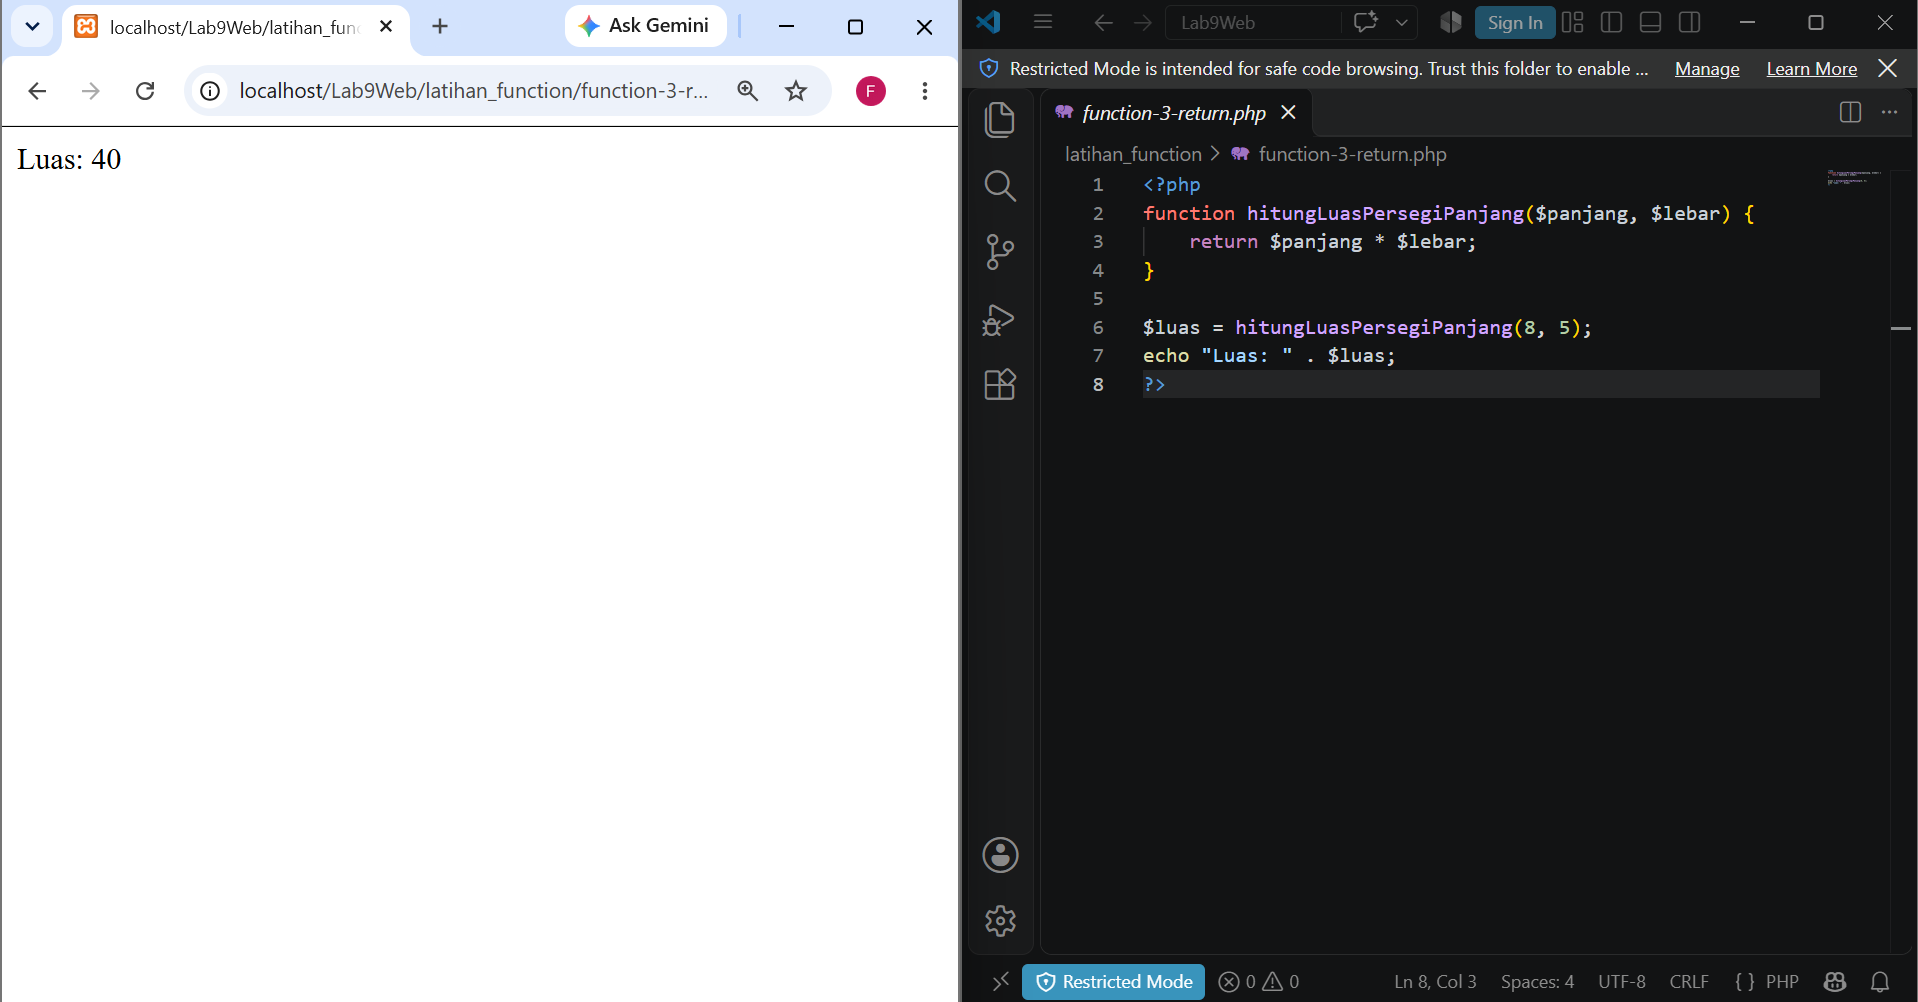 localhost/Lab9Web/latihan_fun
Ask Gemini
localhost/Lab9Web/latihan_function/function-3-r...
F
Luas: 40
Lab9Web
Sign In
Restricted Mode is intended for safe code browsing. Trust this folder to enable ...
Manage
Learn More
function-3-return.php
latihan_function > function-3-return.php
1 <?php
2 function hitungLuasPersegiPanjang($panjang, $lebar) {
3     return $panjang * $lebar;
4 }
5
6 $luas = hitungLuasPersegiPanjang(8, 5);
7 echo "Luas: " . $luas;
8 ?>
Restricted Mode
0
0
Ln 8, Col 3
Spaces: 4
UTF-8
CRLF
{ } PHP